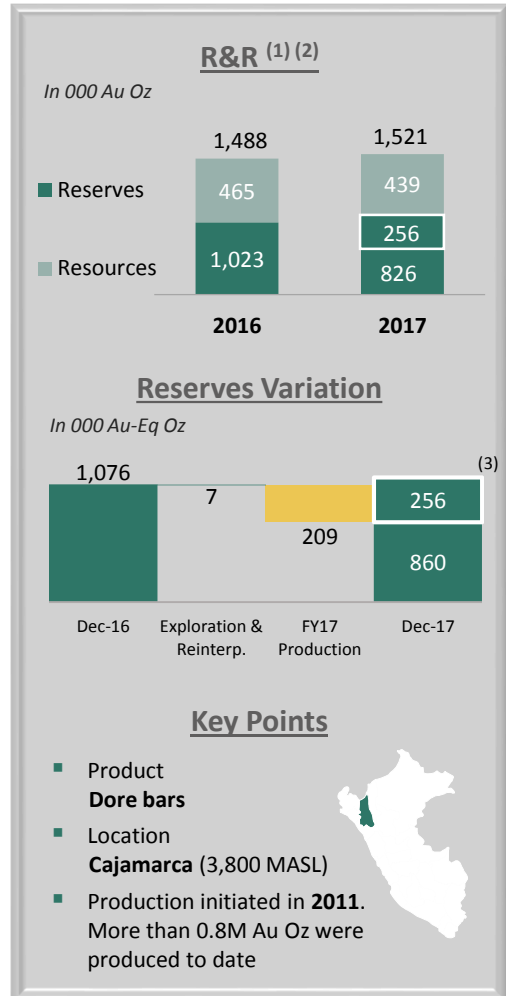 R&R (1) (2)
In 000 Au Oz
1,488
1,521
Reserves
Resources
465
1,023
439
256
826
2016
2017
Reserves Variation
In 000 Au-Eq Oz
(3)
1,076
7
209
256
860
Dec-16
Exploration &
Reinterp.
FY17
Production
Dec-17
Key Points
Product
Dore bars
Location
Cajamarca (3,800 MASL)
Production initiated in 2011.
More than 0.8M Au Oz were
produced to date